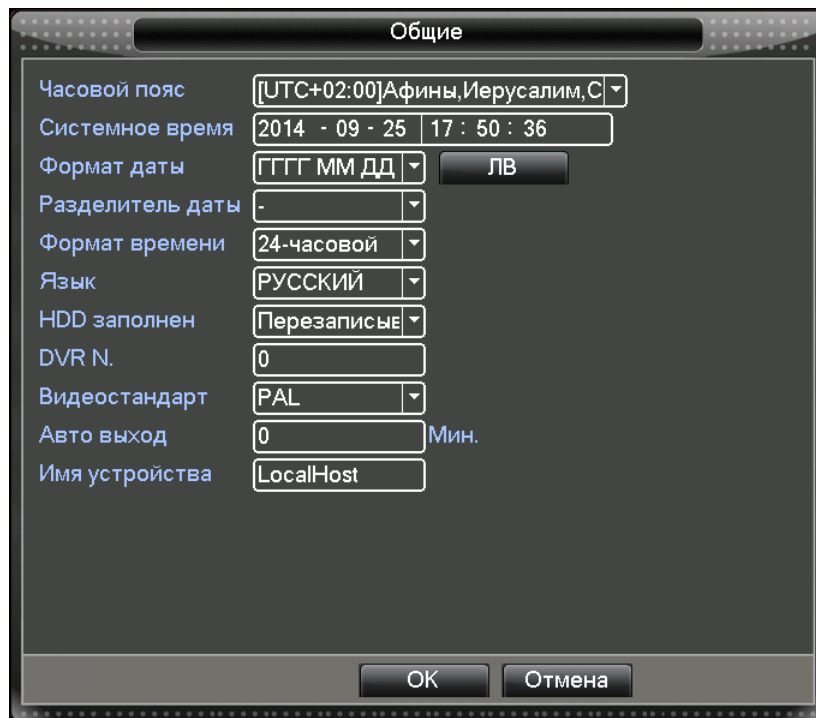 Общие
Часовой пояс [UTC+02:00]Афины,Иерусалим,С
Системное время 2014 - 09 - 25 17 : 50 : 36
Формат даты ГГГГ ММ ДД ЛВ
Разделитель даты -
Формат времени 24-часовой
Язык РУССКИЙ
HDD заполнен Перезаписыв
DVR N. 0
Видеостандарт PAL
Авто выход 0 Мин.
Имя устройства LocalHost
OK Отмена